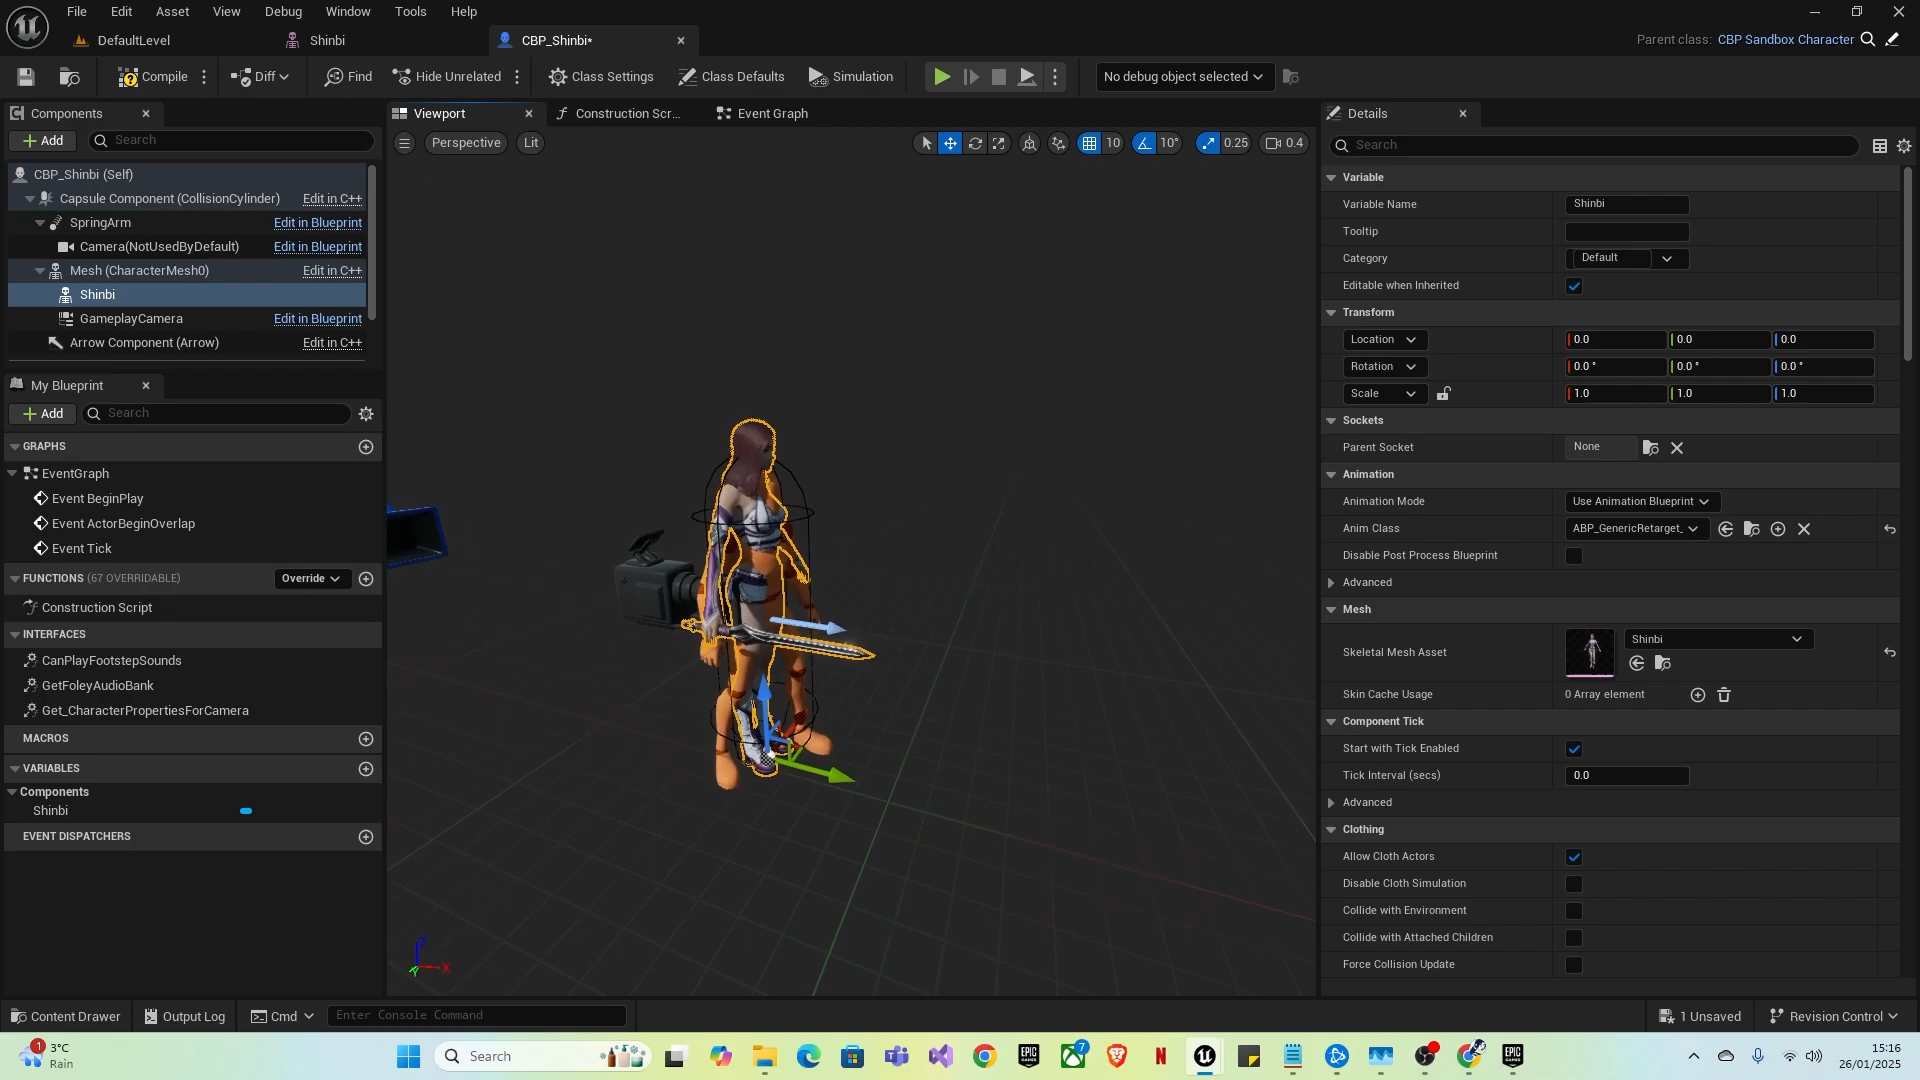 File Edit Asset View Debug Window Tools Help
DefaultLevel Shinbi CBP_Shinbi*
Parent class: CBP Sandbox Character
Compile Diff Find Hide Unrelated Class Settings Class Defaults Simulation No debug object selected
Components
Add Search
CBP_Shinbi (Self)
Capsule Component (CollisionCylinder) Edit in C++
SpringArm Edit in Blueprint
Camera(NotUsedByDefault) Edit in Blueprint
Mesh (CharacterMesh0) Edit in C++
Shinbi
GameplayCamera Edit in Blueprint
Arrow Component (Arrow) Edit in C++
My Blueprint
Add Search
GRAPHS
EventGraph
Event BeginPlay
Event ActorBeginOverlap
Event Tick
FUNCTIONS (67 OVERRIDABLE) Override
Construction Script
INTERFACES
CanPlayFootstepSounds
GetFoleyAudioBank
Get_CharacterPropertiesForCamera
MACROS
VARIABLES
Components
Shinbi
EVENT DISPATCHERS
Viewport Construction Scr... Event Graph
Perspective Lit 10 10° 0.25 0.4
Z
X
Y
Details
Search
Variable
Variable Name Shinbi
Tooltip
Category Default
Editable when Inherited
Transform
Location 0.0 0.0 0.0
Rotation 0.0 ° 0.0 ° 0.0 °
Scale 1.0 1.0 1.0
Sockets
Parent Socket None
Animation
Animation Mode Use Animation Blueprint
Anim Class ABP_GenericRetarget_
Disable Post Process Blueprint
Advanced
Mesh
Skeletal Mesh Asset Shinbi
Skin Cache Usage 0 Array element
Component Tick
Start with Tick Enabled
Tick Interval (secs) 0.0
Advanced
Clothing
Allow Cloth Actors
Disable Cloth Simulation
Collide with Environment
Collide with Attached Children
Force Collision Update
Content Drawer Output Log Cmd Enter Console Command 1 Unsaved Revision Control
1 3°C
Rain
Search
EPIC
GAMES
7
N
EPIC
GAMES
15:16
26/01/2025